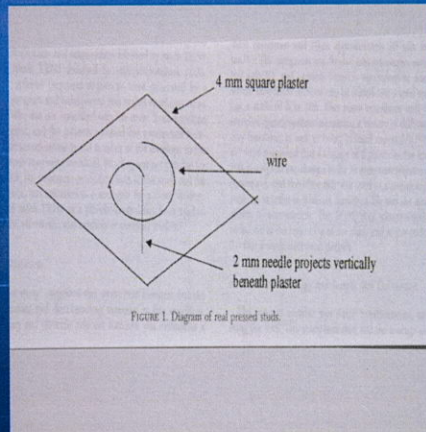 4 mm square plaster
wire
2 mm needle projects vertically
beneath plaster
FIGURE 1. Diagram of real pressed studs.